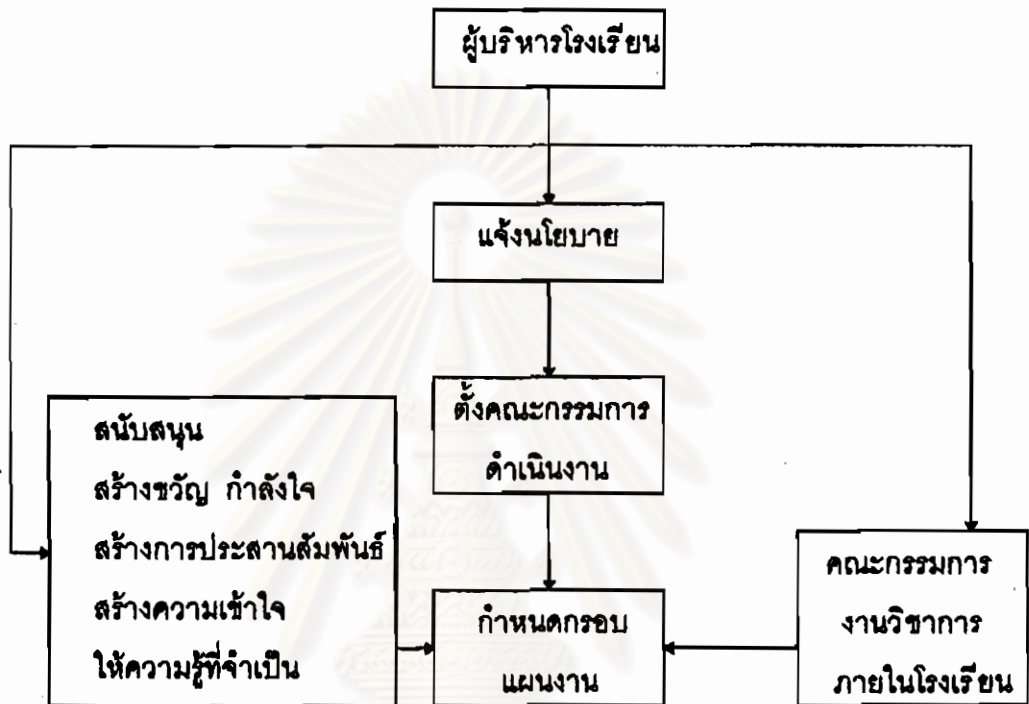 ผู้บริหารโรงเรียน
แจ้งนโยบาย
ตั้งคณะกรรมการ
ดำเนินงาน
สนับสนุน
สร้างขวัญ กำลังใจ
สร้างการประสานสัมพันธ์
สร้างความเข้าใจ
ให้ความรู้ที่จำเป็น
กำหนดกรอบ
แผนงาน
คณะกรรมการ
งานวิชาการ
ภายในโรงเรียน